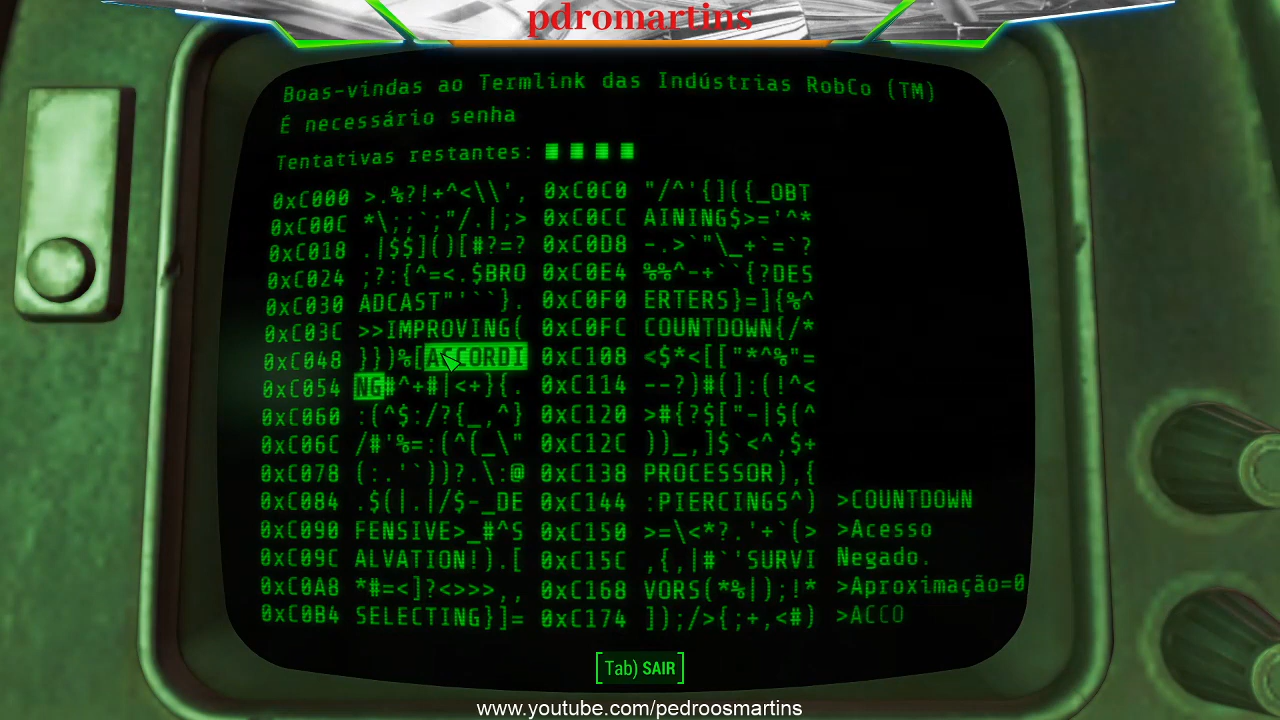 pdromartins
Boas-vindas ao Termlink das Indústrias RobCo (TM)
É necessário senha
Tentativas restantes:
0xC000 >.%?!+^<\\', 0xC0C0 "/^'{]({_OBT
0xC00C *\;;`;"/.|;> 0xC0CC AINING$>='^*
0xC018 .|$$]()[#?=? 0xC0D8 -.>`"\_+`=`?
0xC024 ;?:{^=<.$BRO 0xC0E4 %%^-+``{?DES
0xC030 ADCAST"'``}. 0xC0F0 ERTERS}=]{%^
0xC03C >>IMPROVING( 0xC0FC COUNTDOWN{/*
0xC048 }})%[ACCORDI 0xC108 <$*<[["*^%"=
0xC054 NG#^+#|<+}{. 0xC114 --?)#(]:(!^<
0xC060 :(^$:/?{_,^} 0xC120 >#{?$["-|$(^
0xC06C /#'%=:(^(_\" 0xC12C ))_,]$`<^,$+
0xC078 (:.'`))?.\:@ 0xC138 PROCESSOR),{
0xC084 .$(|.|/$-_DE 0xC144 :PIERCINGS^) >COUNTDOWN
0xC090 FENSIVE>_#^S 0xC150 >=\<*?.'+`(> >Acesso
0xC09C ALVATION!).[ 0xC15C ,{,|#`'SURVI Negado.
0xC0A8 *#=<]?<>>>,, 0xC168 VORS(*%|);!* >Aproximação=0
0xC0B4 SELECTING}]= 0xC174 ]);/>{;+,<#) >ACCO
Tab) SAIR
www.youtube.com/pedroosmartins